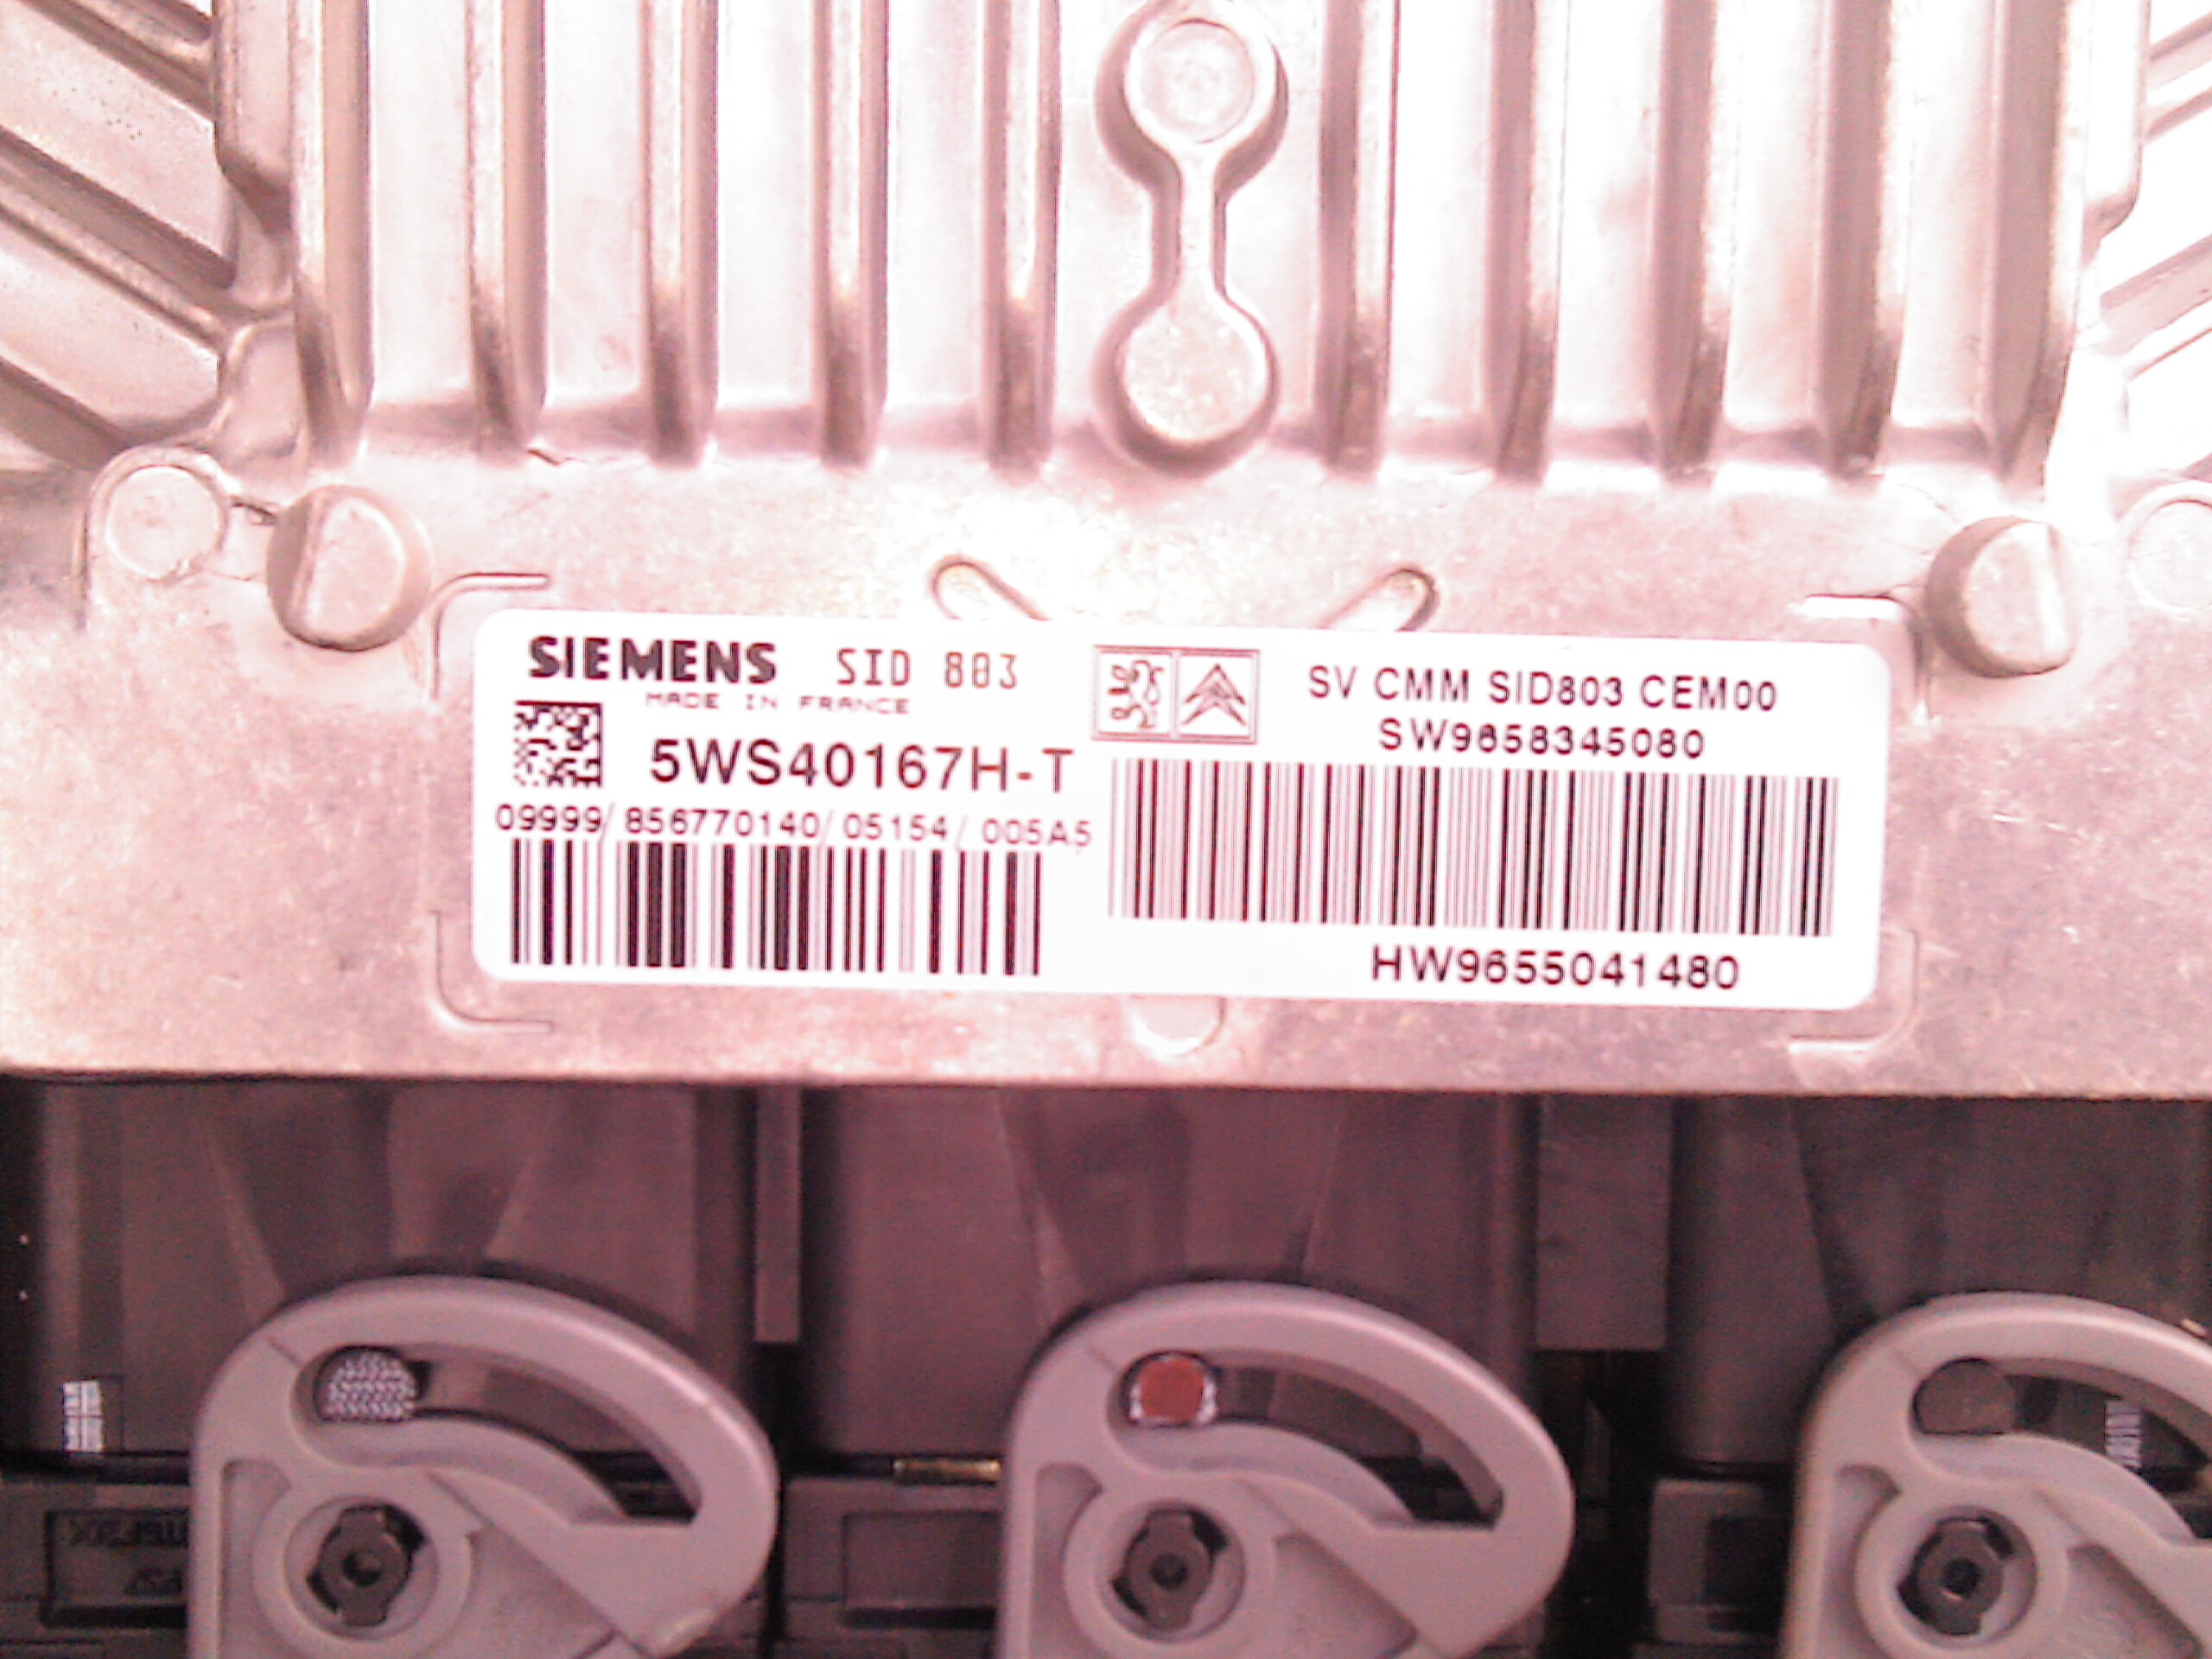 SIEMENS SID 803
MADE IN FRANCE
5WS40167H-T
09999/856770140/05154/005A5
SV CMM SID803 CEM00
SW9658345080
HW9655041480